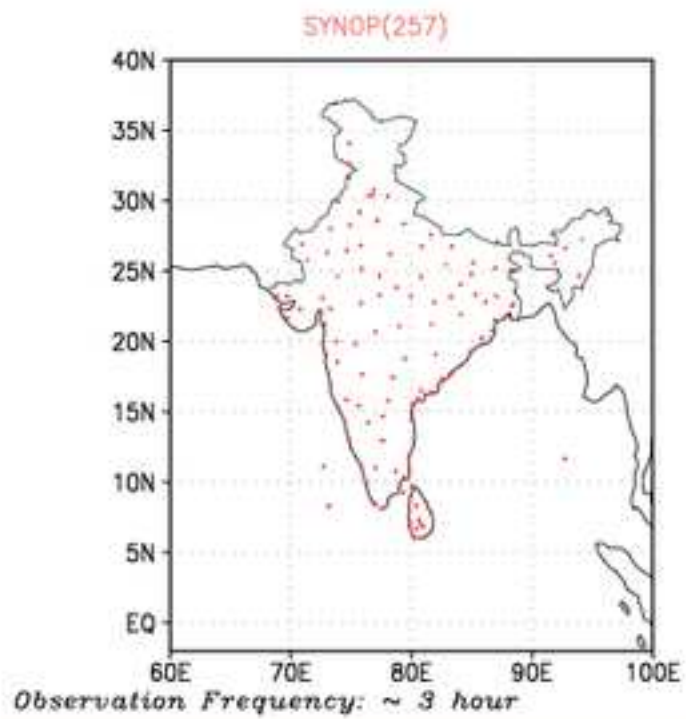 SYNOP(257)
40N
35N
30N
25N
20N
15N
10N
5N
EQ
60E 70E 80E 90E 100E
Observation Frequency: ~ 3 hour